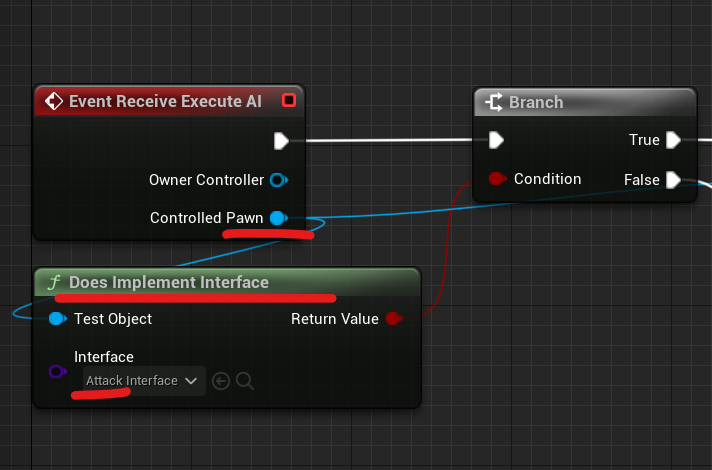 Event Receive Execute AI
Owner Controller
Controlled Pawn
Branch
True
Condition
False
f Does Implement Interface
Test Object
Return Value
Interface
Attack Interface